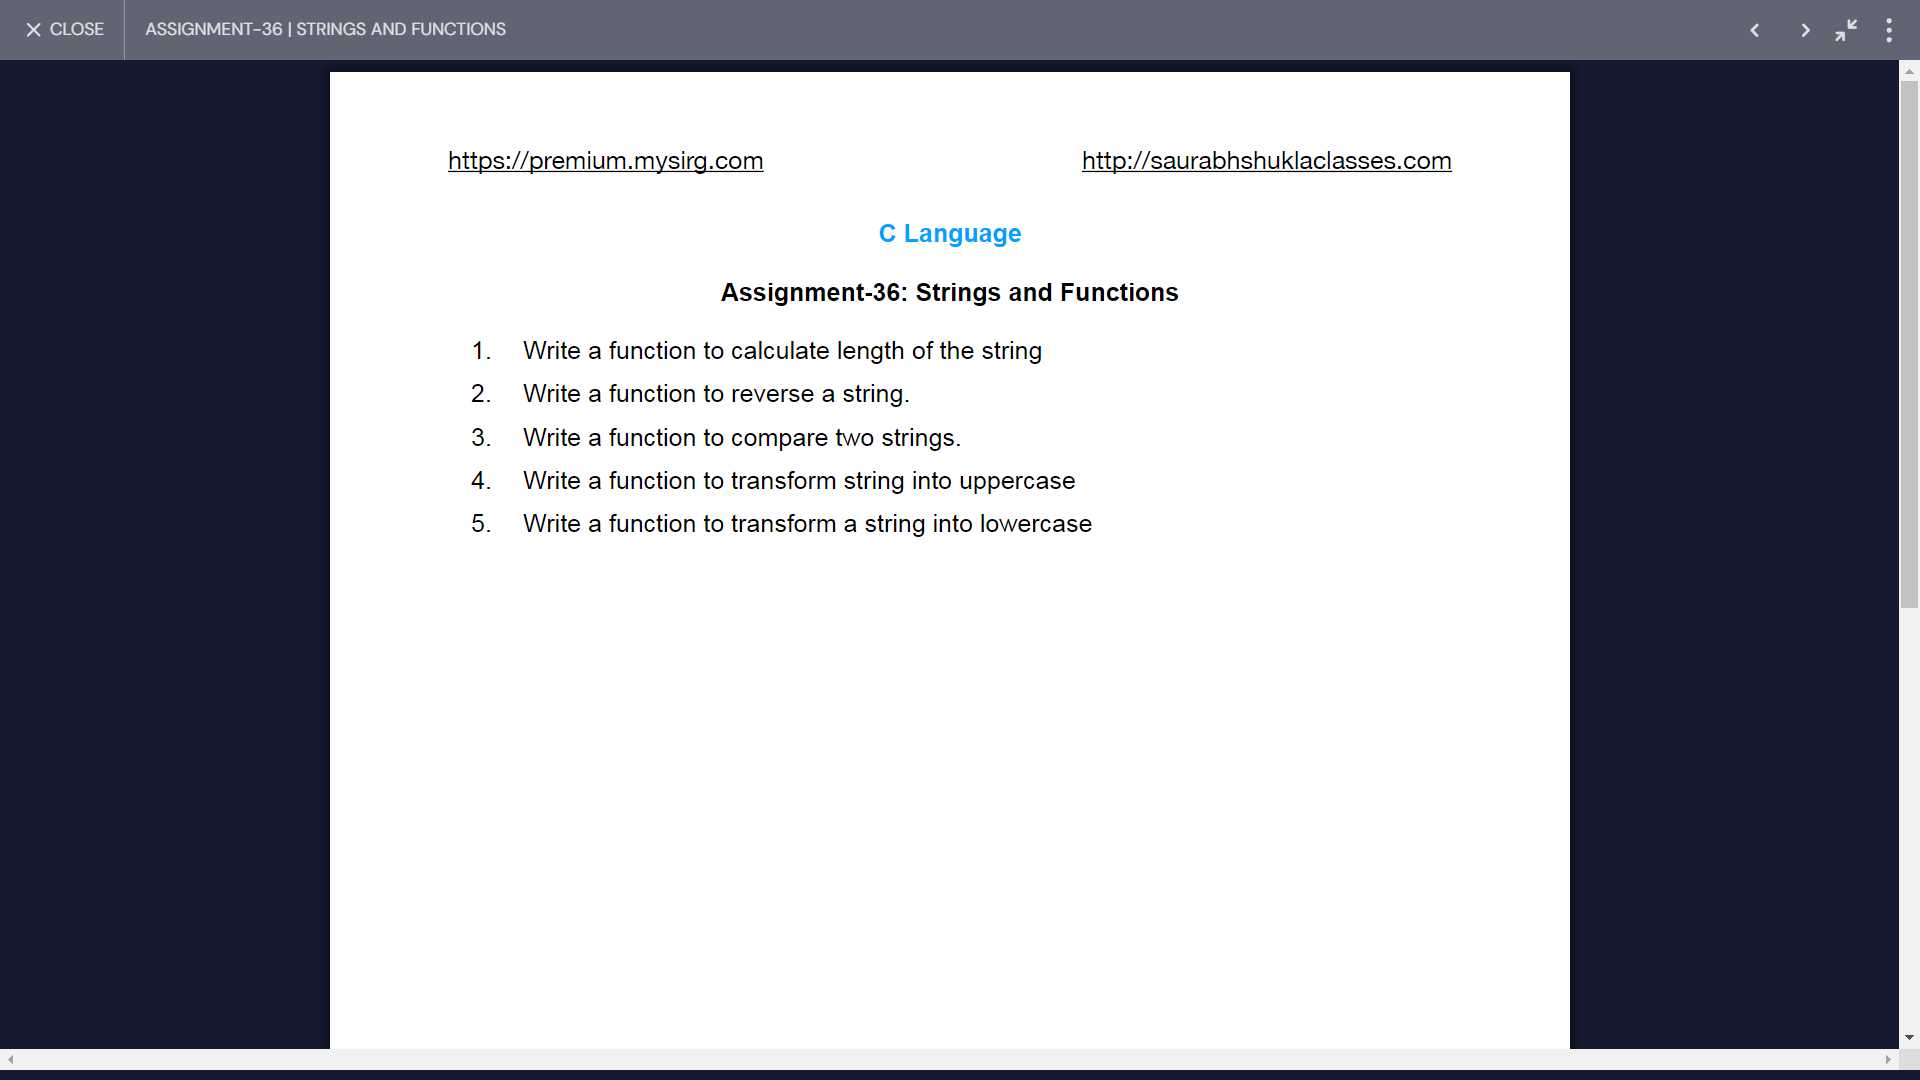 CLOSE
ASSIGNMENT-36 | STRINGS AND FUNCTIONS
https://premium.mysirg.com
http://saurabhshuklaclasses.com
C Language
Assignment-36: Strings and Functions
1. Write a function to calculate length of the string
2. Write a function to reverse a string.
3. Write a function to compare two strings.
4. Write a function to transform string into uppercase
5. Write a function to transform a string into lowercase